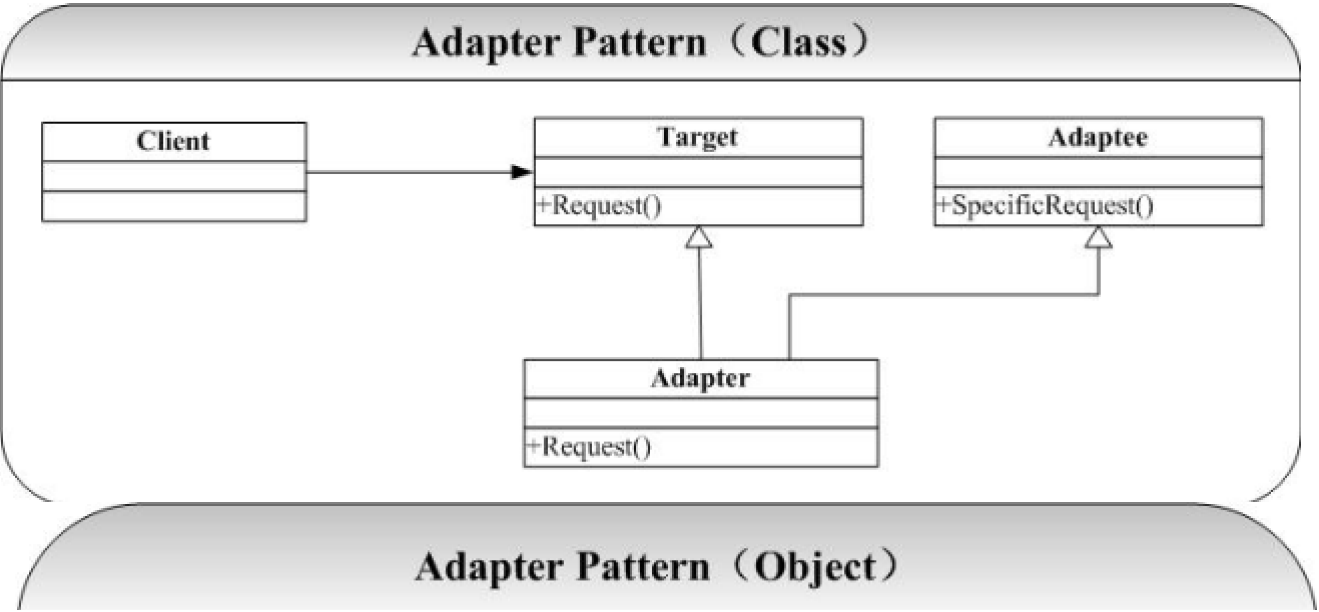 Adapter Pattern（Class）
Client
Target
Adaptee
+Request()
+SpecificRequest()
Adapter
+Request()
Adapter Pattern（Object）